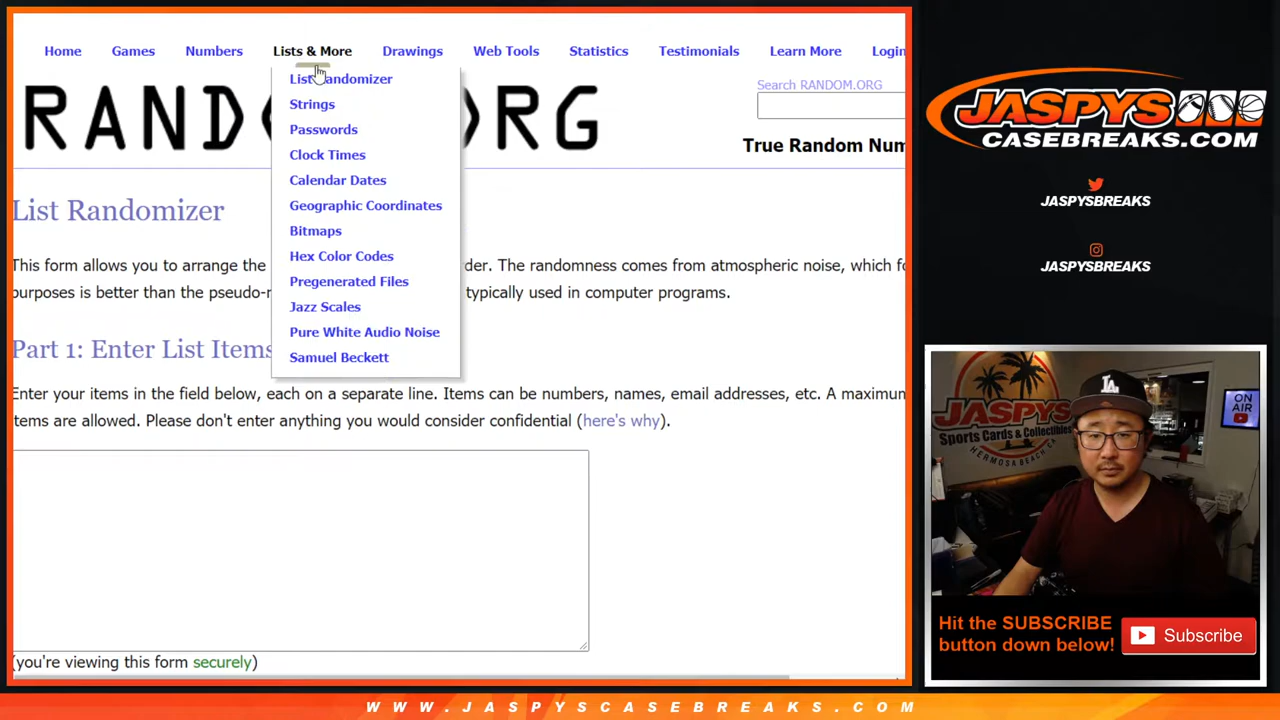 Home Games Numbers Lists & More Drawings Web Tools Statistics Testimonials Learn More Login
List Randomizer
Strings
Passwords
Clock Times
Calendar Dates
Geographic Coordinates
Bitmaps
Hex Color Codes
Pregenerated Files
Jazz Scales
Pure White Audio Noise
Samuel Beckett
RANDOM.ORG
Search RANDOM.ORG
True Random Num
List Randomizer
This form allows you to arrange the der. The randomness comes from atmospheric noise, which fo
purposes is better than the pseudo-r typically used in computer programs.
Part 1: Enter List Items
Enter your items in the field below, each on a separate line. Items can be numbers, names, email addresses, etc. A maximum
items are allowed. Please don't enter anything you would consider confidential (here's why).
(you're viewing this form securely)
JASPYS
CASEBREAKS.COM
JASPYSBREAKS
JASPYSBREAKS
JASPYS
Sports Cards & Collectibles
HERMOSA BEACH, CA
LA
ON
AIR
Hit the SUBSCRIBE
button down below!
Subscribe
WWW.JASPYSCASEBREAKS.COM